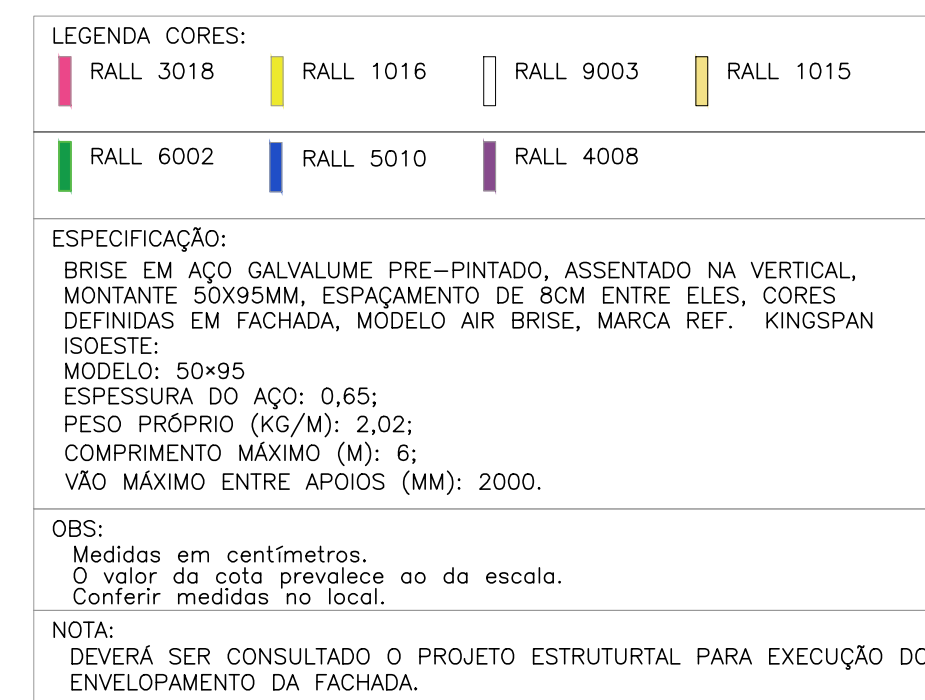 LEGENDA CORES:
RALL 3018 RALL 1016 RALL 9003 RALL 1015
RALL 6002 RALL 5010 RALL 4008
ESPECIFICAÇÃO:
BRISE EM AÇO GALVALUME PRE-PINTADO, ASSENTADO NA VERTICAL,
MONTANTE 50X95MM, ESPAÇAMENTO DE 8CM ENTRE ELES, CORES
DEFINIDAS EM FACHADA, MODELO AIR BRISE, MARCA REF. KINGSPAN
ISOESTE:
MODELO: 50×95
ESPESSURA DO AÇO: 0,65;
PESO PRÓPRIO (KG/M): 2,02;
COMPRIMENTO MÁXIMO (M): 6;
VÃO MÁXIMO ENTRE APOIOS (MM): 2000.
OBS:
Medidas em centímetros.
O valor da cota prevalece ao da escala.
Conferir medidas no local.
NOTA:
DEVERÁ SER CONSULTADO O PROJETO ESTRUTURTAL PARA EXECUÇÃO DO
ENVELOPAMENTO DA FACHADA.